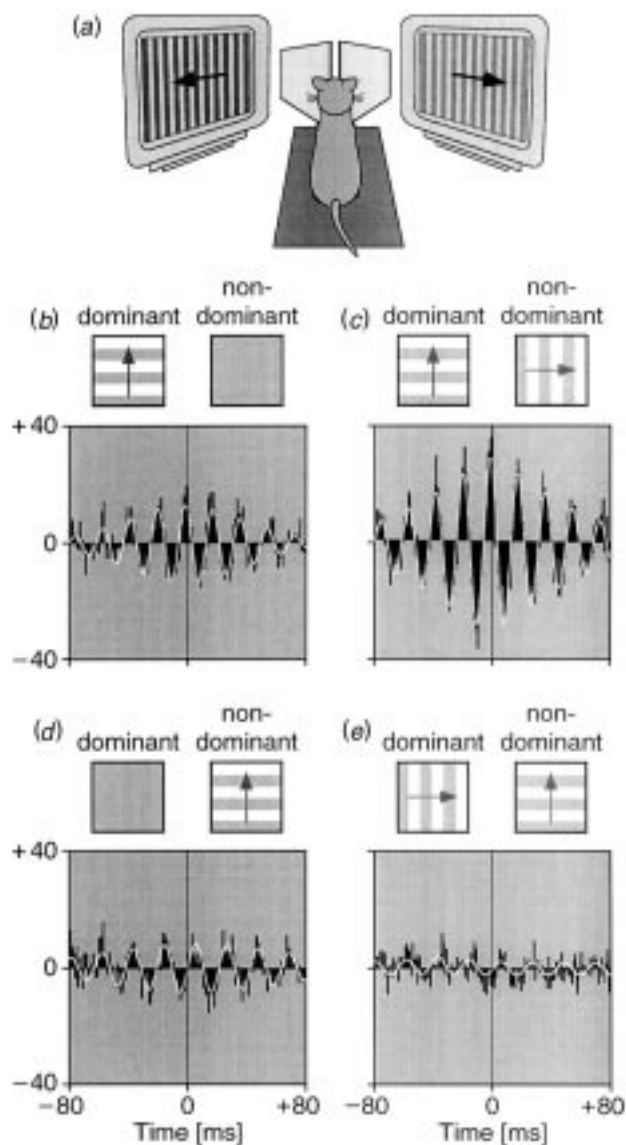 (a)
(b) dominant non-dominant
(c) dominant non-dominant
+40
0
−40
(d) dominant non-dominant
(e) dominant non-dominant
+40
0
−40
−80 0 +80
−80 0 +80
Time [ms]
Time [ms]